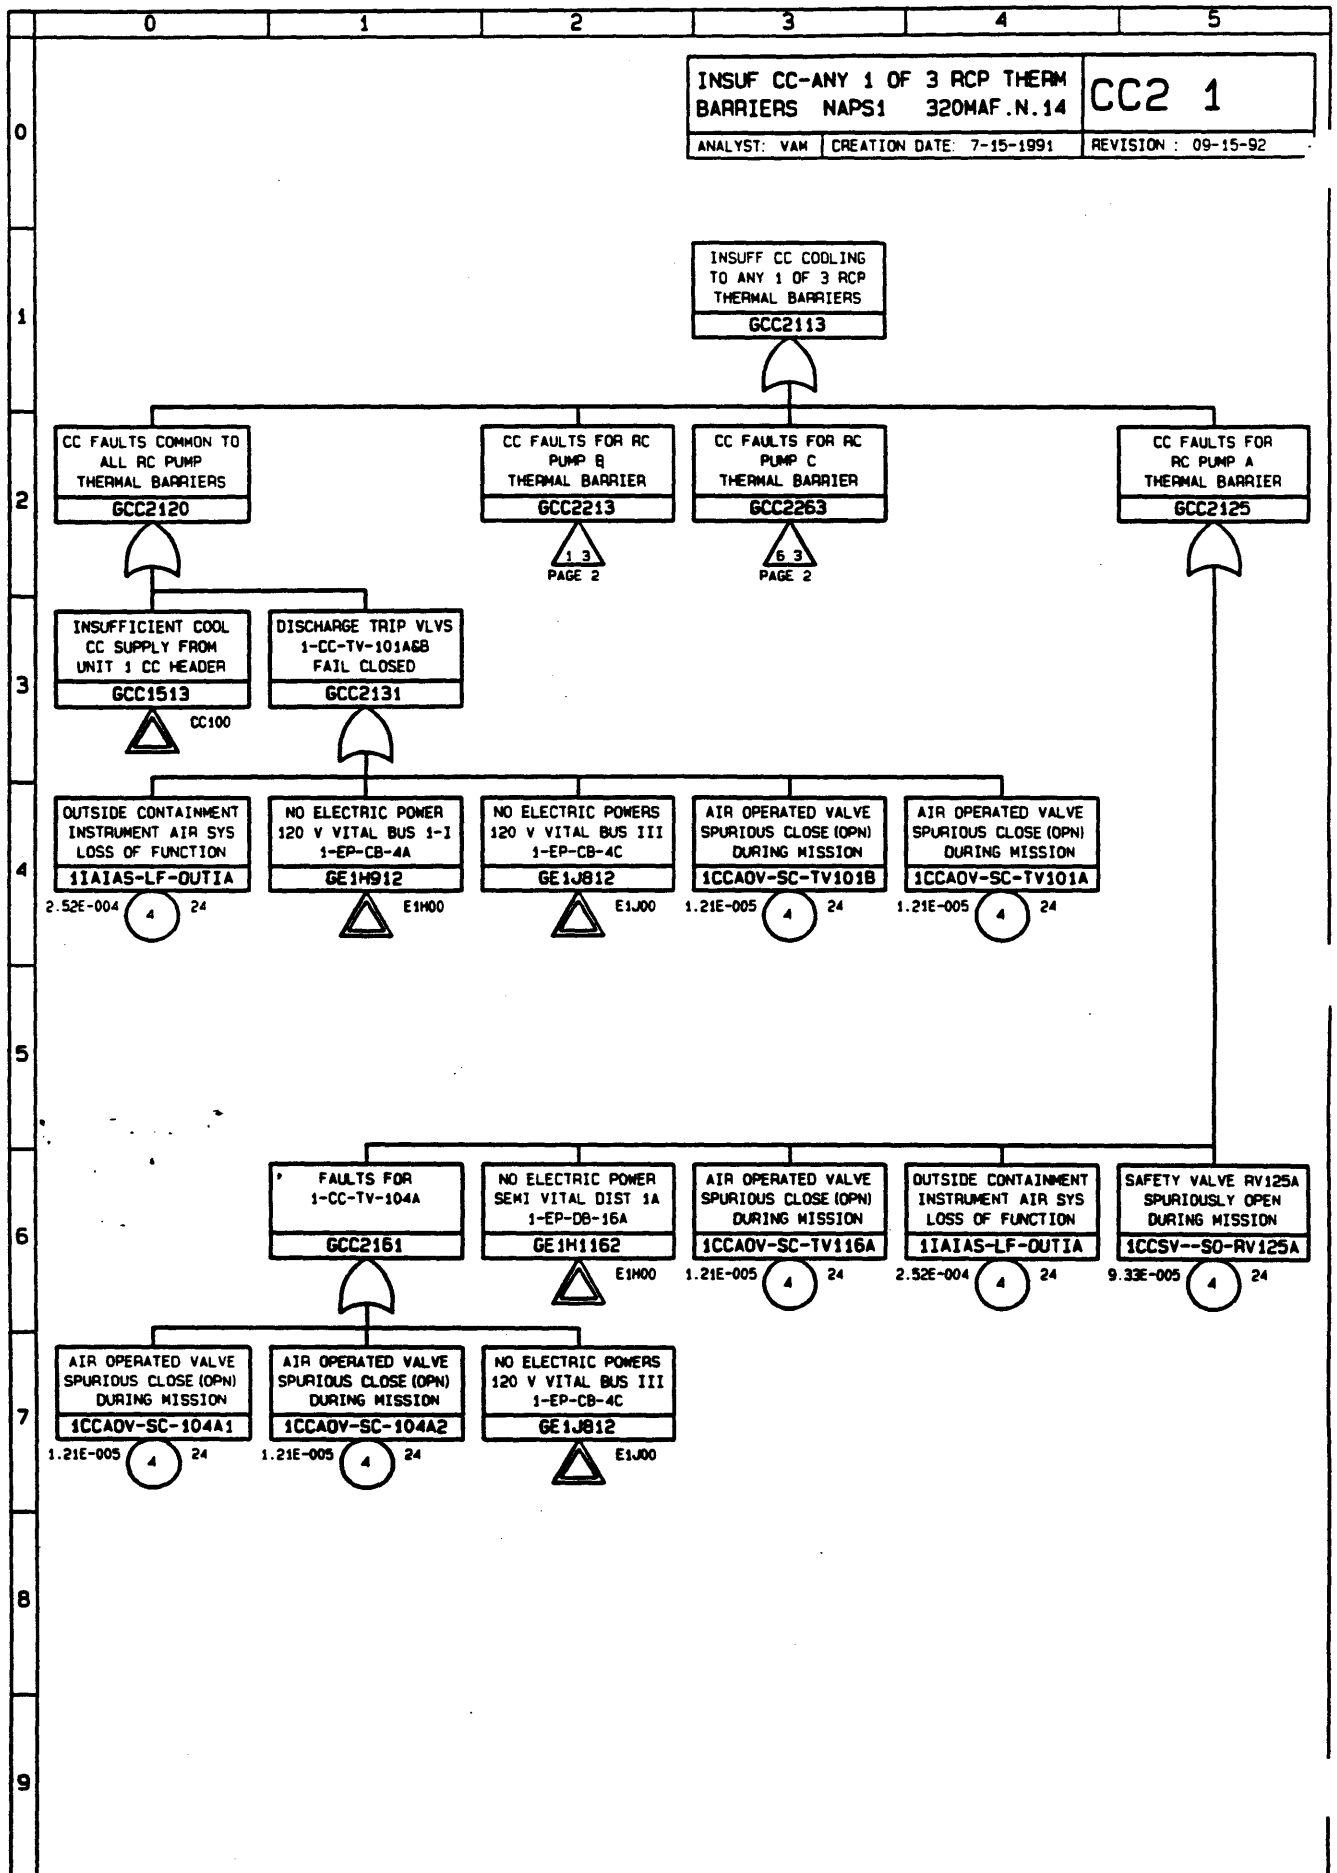 0 1 2 3 4 5
INSUF CC-ANY 1 OF 3 RCP THERM
BARRIERS NAPS1 320MAF.N.14
CC2 1
ANALYST: VAM CREATION DATE: 7-15-1991 REVISION : 09-15-92
0
INSUFF CC COOLING
TO ANY 1 OF 3 RCP
THERMAL BARRIERS
GCC2113
1
CC FAULTS COMMON TO
ALL RC PUMP
THERMAL BARRIERS
GCC2120
CC FAULTS FOR RC
PUMP B
THERMAL BARRIER
GCC2213
1 3
PAGE 2
CC FAULTS FOR RC
PUMP C
THERMAL BARRIER
GCC2263
6 3
PAGE 2
CC FAULTS FOR
RC PUMP A
THERMAL BARRIER
GCC2125
2
INSUFFICIENT COOL
CC SUPPLY FROM
UNIT 1 CC HEADER
GCC1513
CC100
DISCHARGE TRIP VLVS
1-CC-TV-101A&B
FAIL CLOSED
GCC2131
3
OUTSIDE CONTAINMENT
INSTRUMENT AIR SYS
LOSS OF FUNCTION
1IAIAS-LF-OUTIA
2.52E-004 4 24
NO ELECTRIC POWER
120 V VITAL BUS 1-I
1-EP-CB-4A
GE1H912
E1H00
NO ELECTRIC POWERS
120 V VITAL BUS III
1-EP-CB-4C
GE1J812
E1J00
AIR OPERATED VALVE
SPURIOUS CLOSE (OPN)
DURING MISSION
1CCAOV-SC-TV101B
1.21E-005 4 24
AIR OPERATED VALVE
SPURIOUS CLOSE (OPN)
DURING MISSION
1CCAOV-SC-TV101A
1.21E-005 4 24
4
5
FAULTS FOR
1-CC-TV-104A
GCC2161
NO ELECTRIC POWER
SEMI VITAL DIST 1A
1-EP-DB-16A
GE1H1162
E1H00
AIR OPERATED VALVE
SPURIOUS CLOSE (OPN)
DURING MISSION
1CCAOV-SC-TV116A
1.21E-005 4 24
OUTSIDE CONTAINMENT
INSTRUMENT AIR SYS
LOSS OF FUNCTION
1IAIAS-LF-OUTIA
2.52E-004 4 24
SAFETY VALVE RV125A
SPURIOUSLY OPEN
DURING MISSION
1CCSV--SO-RV125A
9.33E-005 4 24
6
AIR OPERATED VALVE
SPURIOUS CLOSE (OPN)
DURING MISSION
1CCAOV-SC-104A1
1.21E-005 4 24
AIR OPERATED VALVE
SPURIOUS CLOSE (OPN)
DURING MISSION
1CCAOV-SC-104A2
1.21E-005 4 24
NO ELECTRIC POWERS
120 V VITAL BUS III
1-EP-CB-4C
GE1J812
E1J00
7
8
9